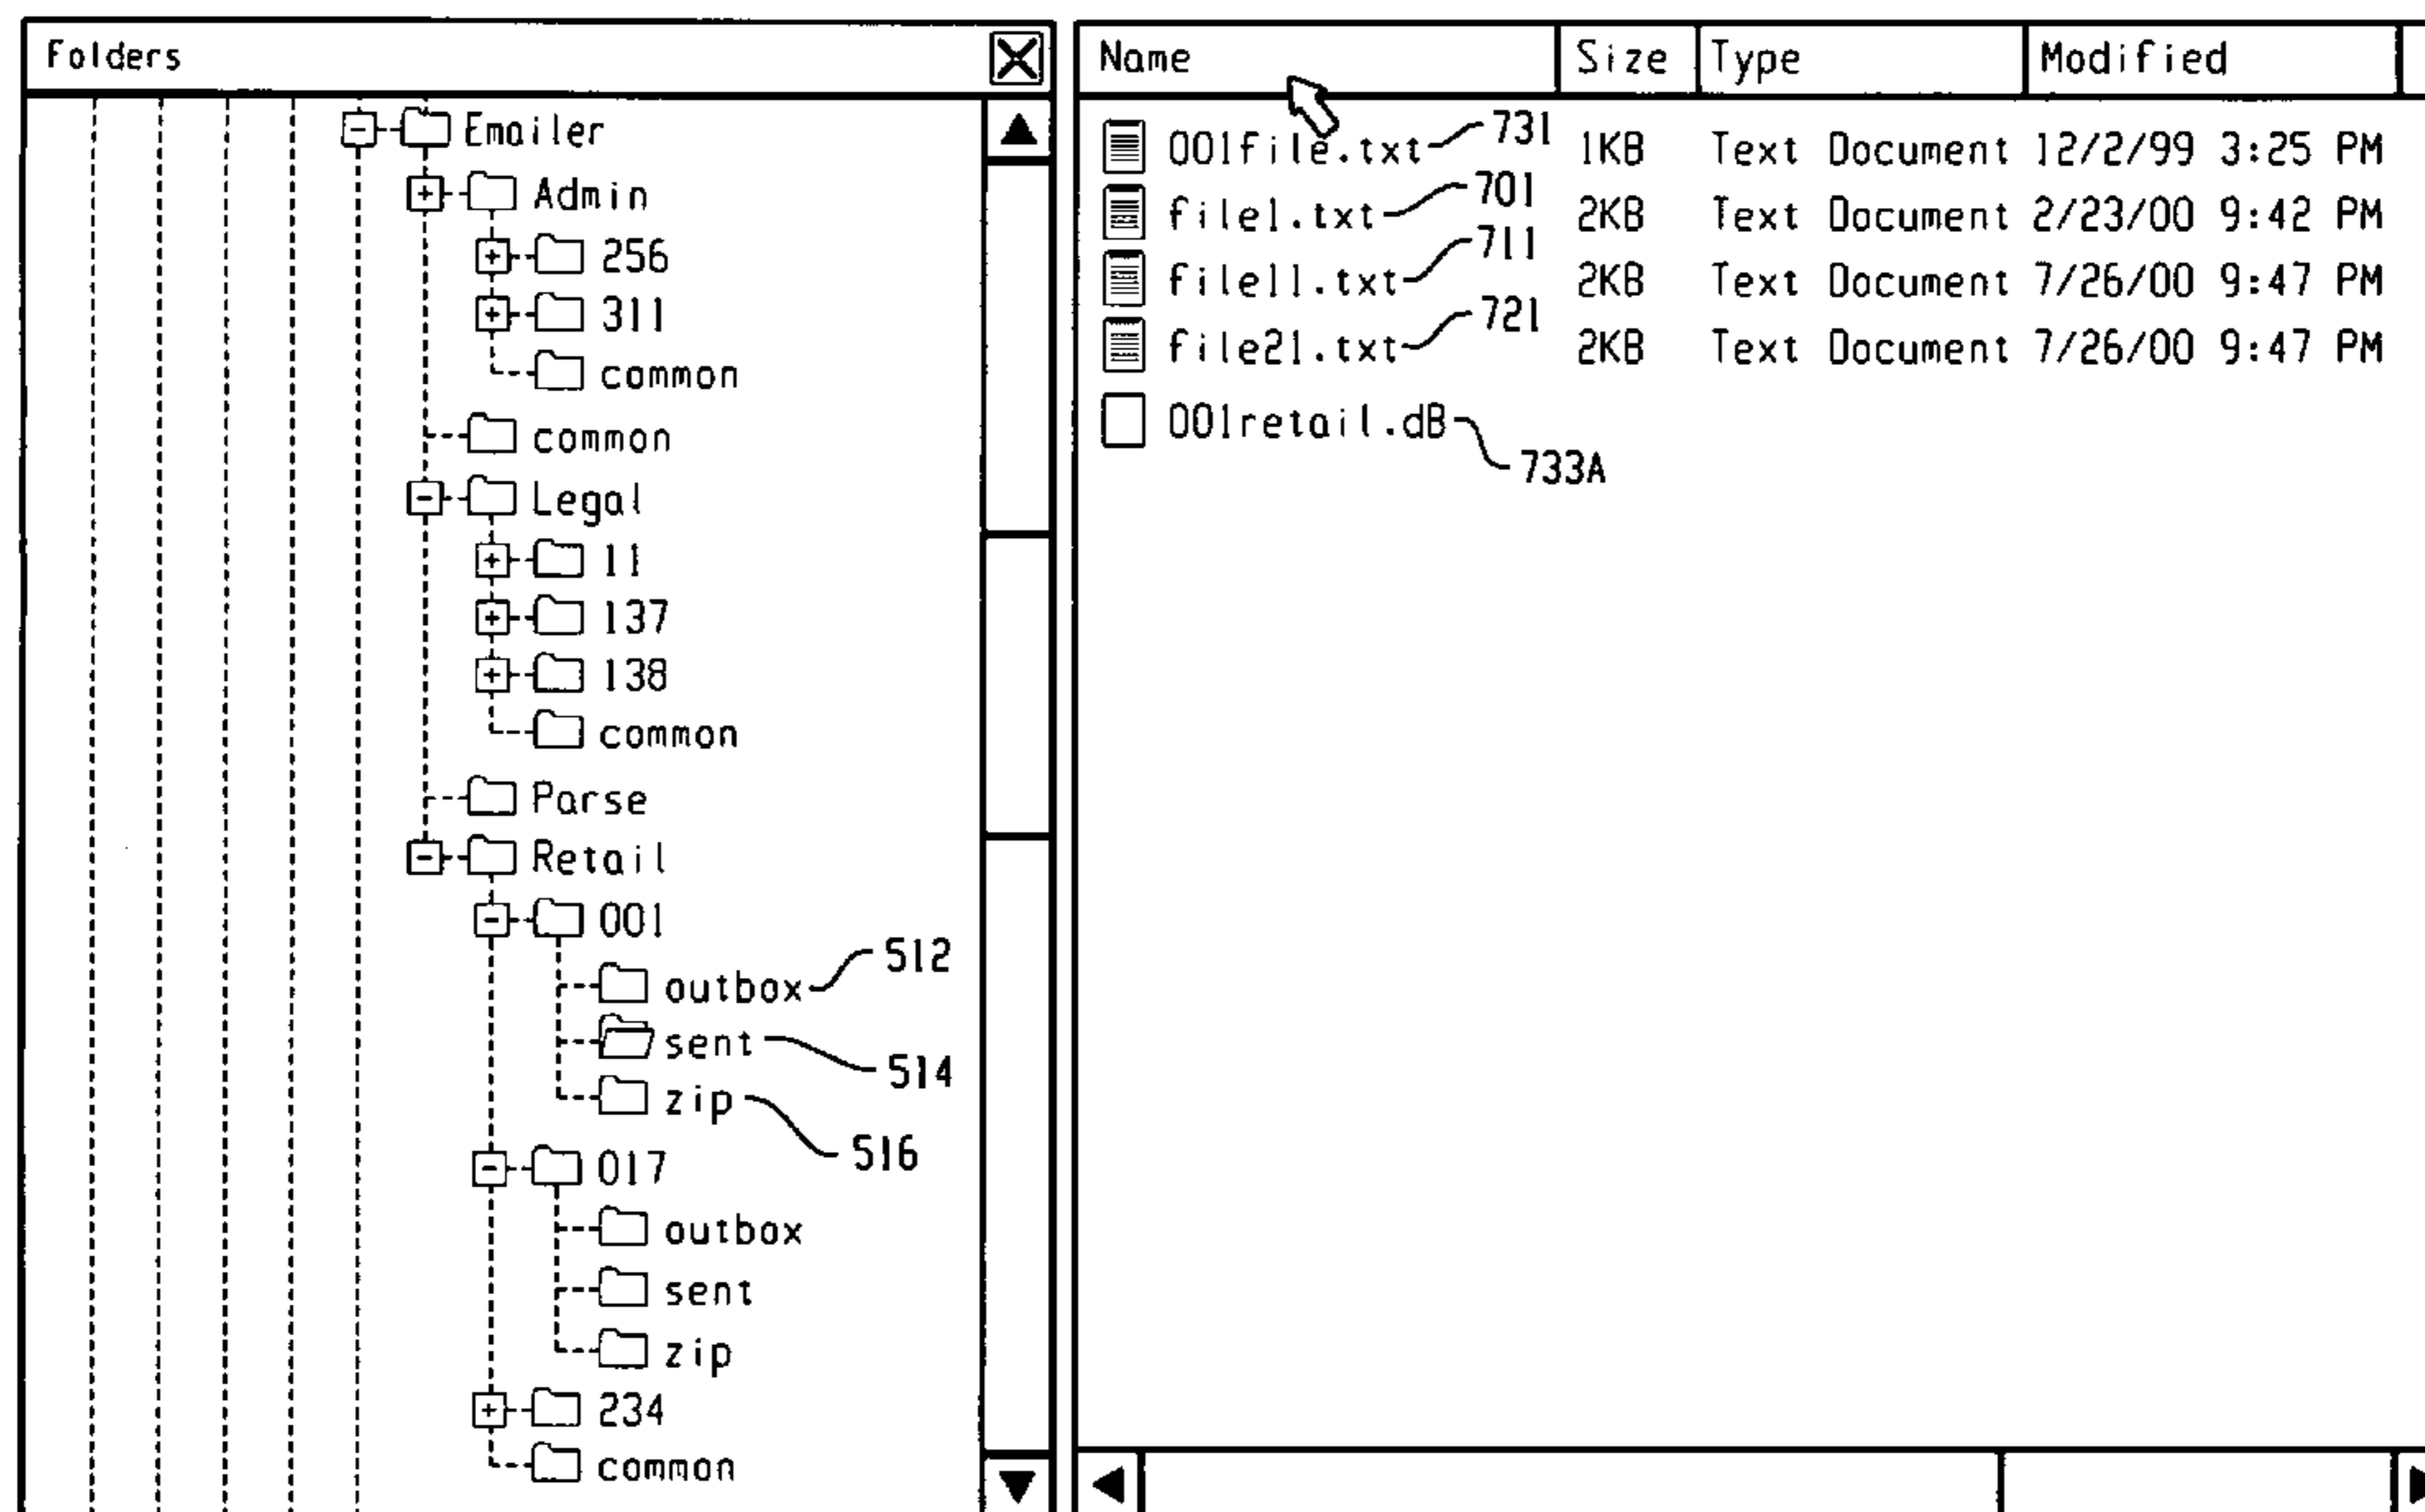 Folders
Emailer
Admin
256
311
common
common
Legal
11
137
138
common
Parse
Retail
001
outbox 512
sent 514
zip 516
017
outbox
sent
zip
234
common
Name Size Type Modified
001file.txt 731 1KB Text Document 12/2/99 3:25 PM
file1.txt 701 2KB Text Document 2/23/00 9:42 PM
file11.txt 711 2KB Text Document 7/26/00 9:47 PM
file21.txt 721 2KB Text Document 7/26/00 9:47 PM
001retail.dB 733A